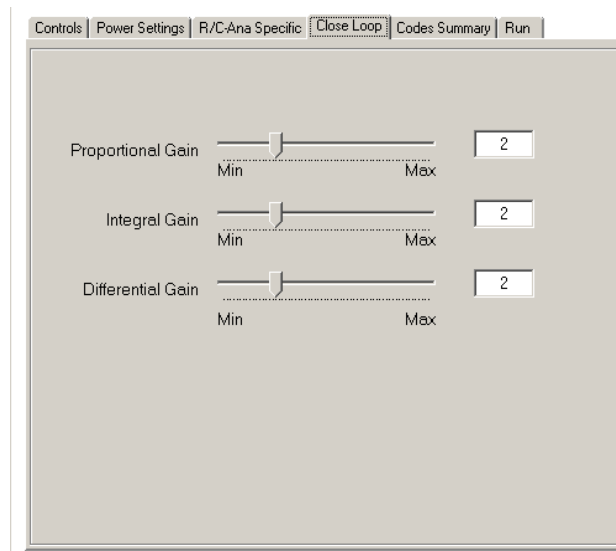 Controls Power Settings R/C-Ana Specific Close Loop Codes Summary Run
Proportional Gain 2
Min Max
Integral Gain 2
Min Max
Differential Gain 2
Min Max